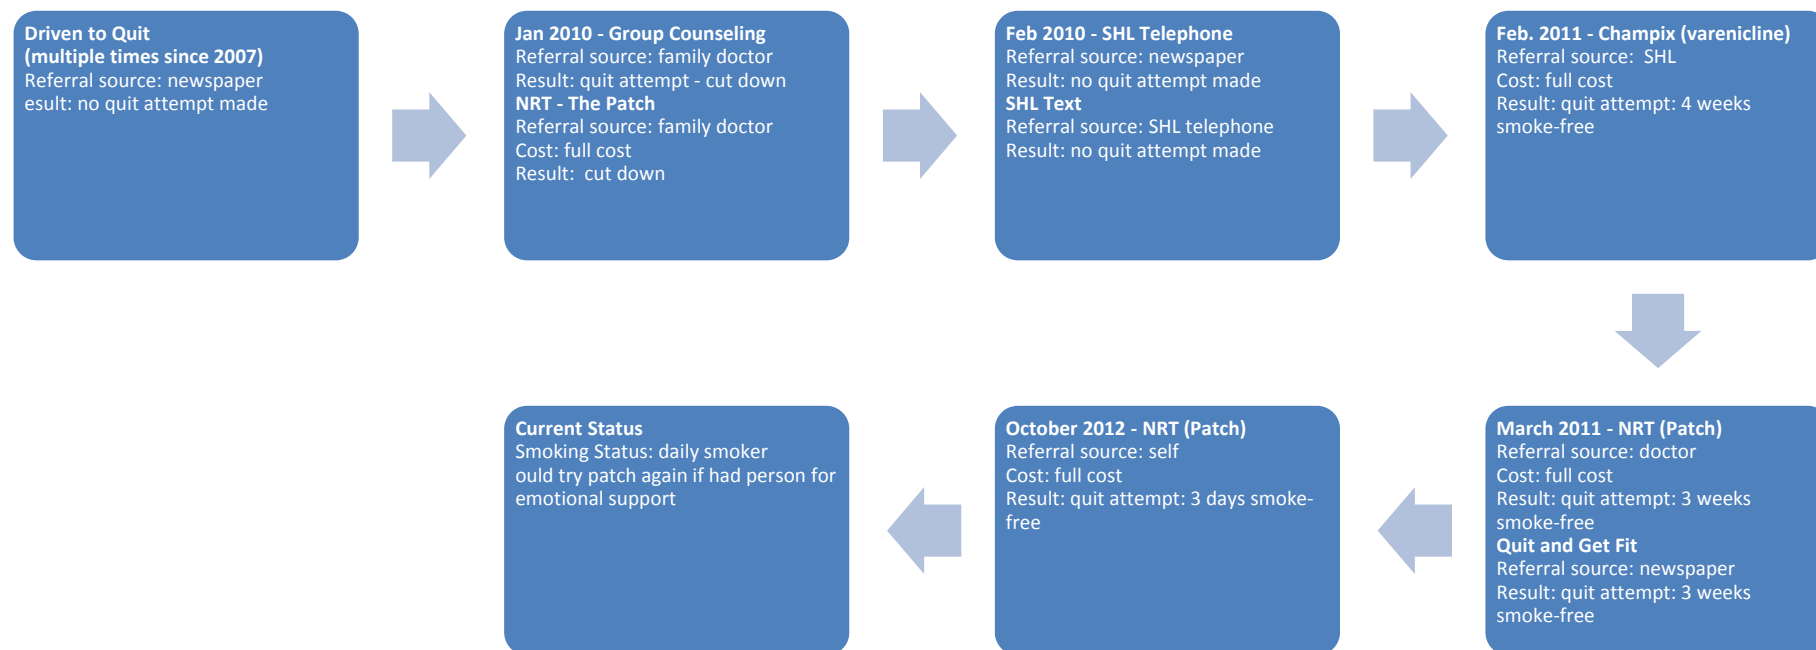 Driven to Quit
(multiple times since 2007)
Referral source: newspaper
esult: no quit attempt made
Jan 2010 - Group Counseling
Referral source: family doctor
Result: quit attempt - cut down
NRT - The Patch
Referral source: family doctor
Cost: full cost
Result:  cut down
Feb 2010 - SHL Telephone
Referral source: newspaper
Result: no quit attempt made
SHL Text
Referral source: SHL telephone
Result: no quit attempt made
Feb. 2011 - Champix (varenicline)
Referral source:  SHL
Cost: full cost
Result: quit attempt: 4 weeks
smoke-free
March 2011 - NRT (Patch)
Referral source: doctor
Cost: full cost
Result: quit attempt: 3 weeks
smoke-free
Quit and Get Fit
Referral source: newspaper
Result: quit attempt: 3 weeks
smoke-free
October 2012 - NRT (Patch)
Referral source: self
Cost: full cost
Result: quit attempt: 3 days smoke-
free
Current Status
Smoking Status: daily smoker
ould try patch again if had person for
emotional support